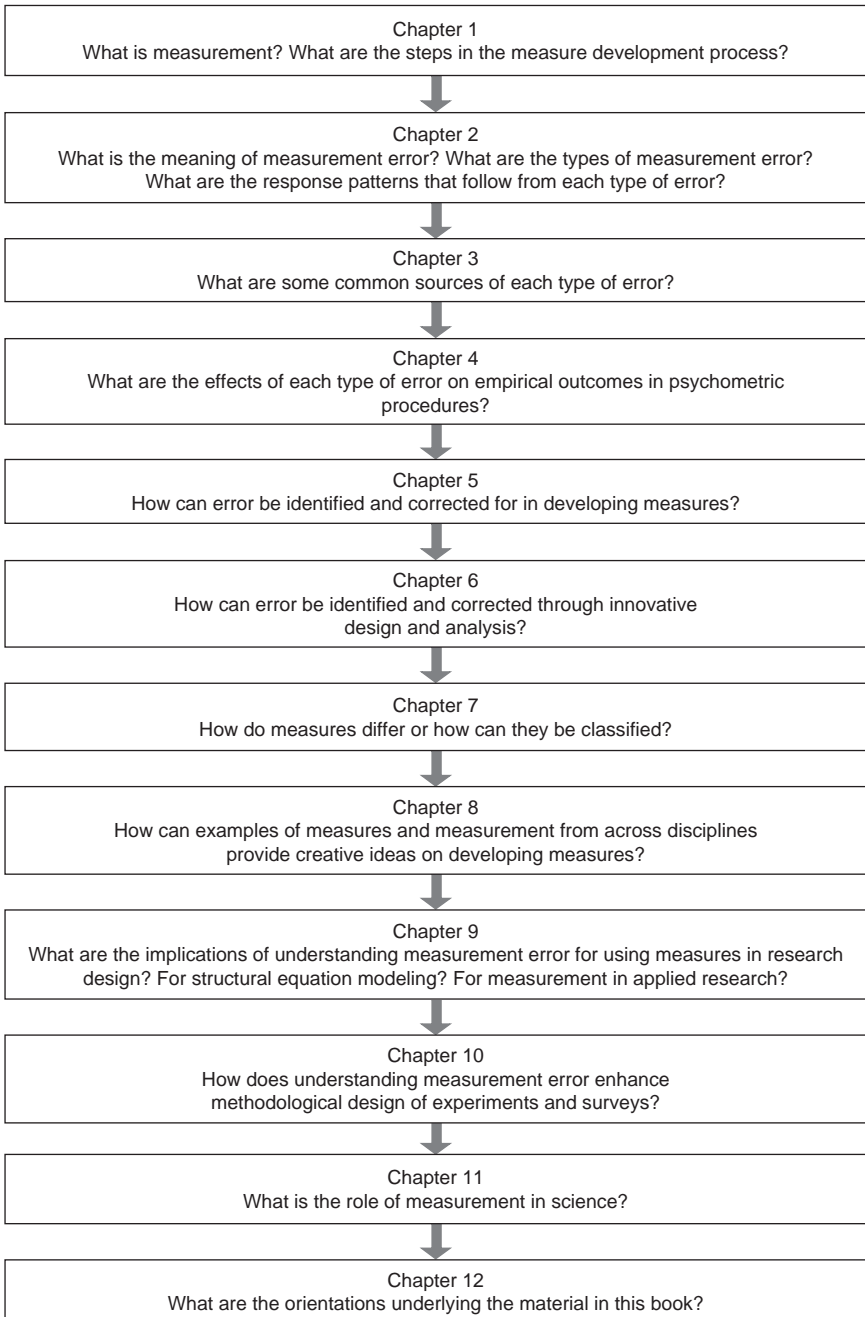 Chapter 1
What is measurement? What are the steps in the measure development process?
Chapter 2
What is the meaning of measurement error? What are the types of measurement error?
What are the response patterns that follow from each type of error?
Chapter 3
What are some common sources of each type of error?
Chapter 4
What are the effects of each type of error on empirical outcomes in psychometric
procedures?
Chapter 5
How can error be identified and corrected for in developing measures?
Chapter 6
How can error be identified and corrected through innovative
design and analysis?
Chapter 7
How do measures differ or how can they be classified?
Chapter 8
How can examples of measures and measurement from across disciplines
provide creative ideas on developing measures?
Chapter 9
What are the implications of understanding measurement error for using measures in research
design? For structural equation modeling? For measurement in applied research?
Chapter 10
How does understanding measurement error enhance
methodological design of experiments and surveys?
Chapter 11
What is the role of measurement in science?
Chapter 12
What are the orientations underlying the material in this book?